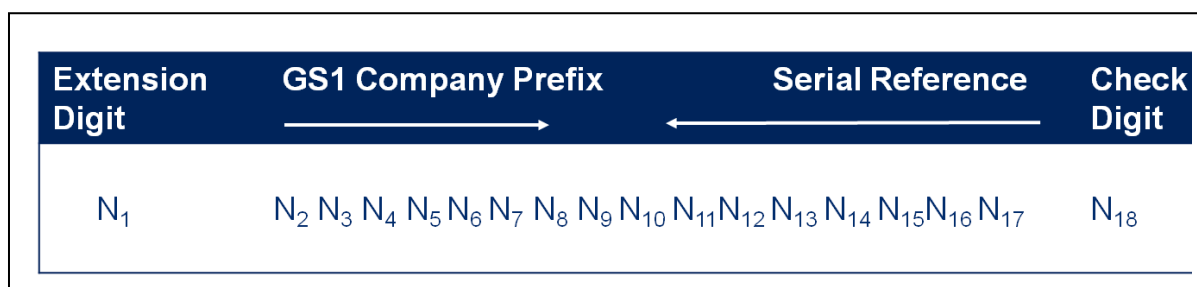 Extension Digit GS1 Company Prefix Serial Reference Check Digit
N₁ N₂ N₃ N₄ N₅ N₆ N₇ N₈ N₉ N₁₀ N₁₁ N₁₂ N₁₃ N₁₄ N₁₅ N₁₆ N₁₇ N₁₈